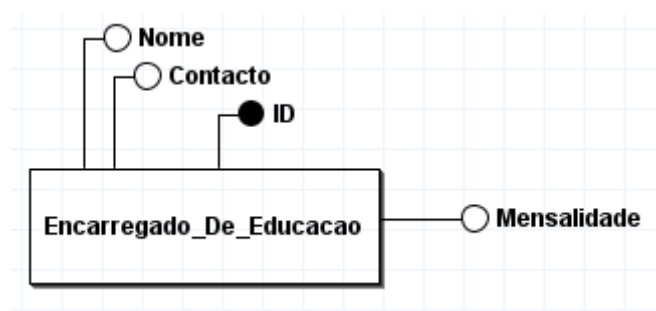 Nome
Contacto
ID
Encarregado_De_Educacao
Mensalidade